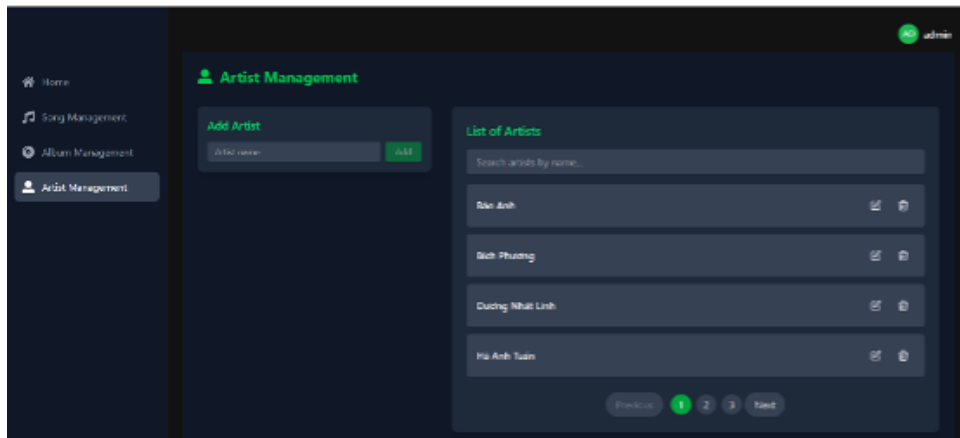 AD admin
Home
Song Management
Album Management
Artist Management
Artist Management
Add Artist
Artist name
Add
List of Artists
Search artists by name...
Bảo Anh
Bích Phương
Dương Nhất Linh
Hà Anh Tuấn
Previous 1 2 3 Next